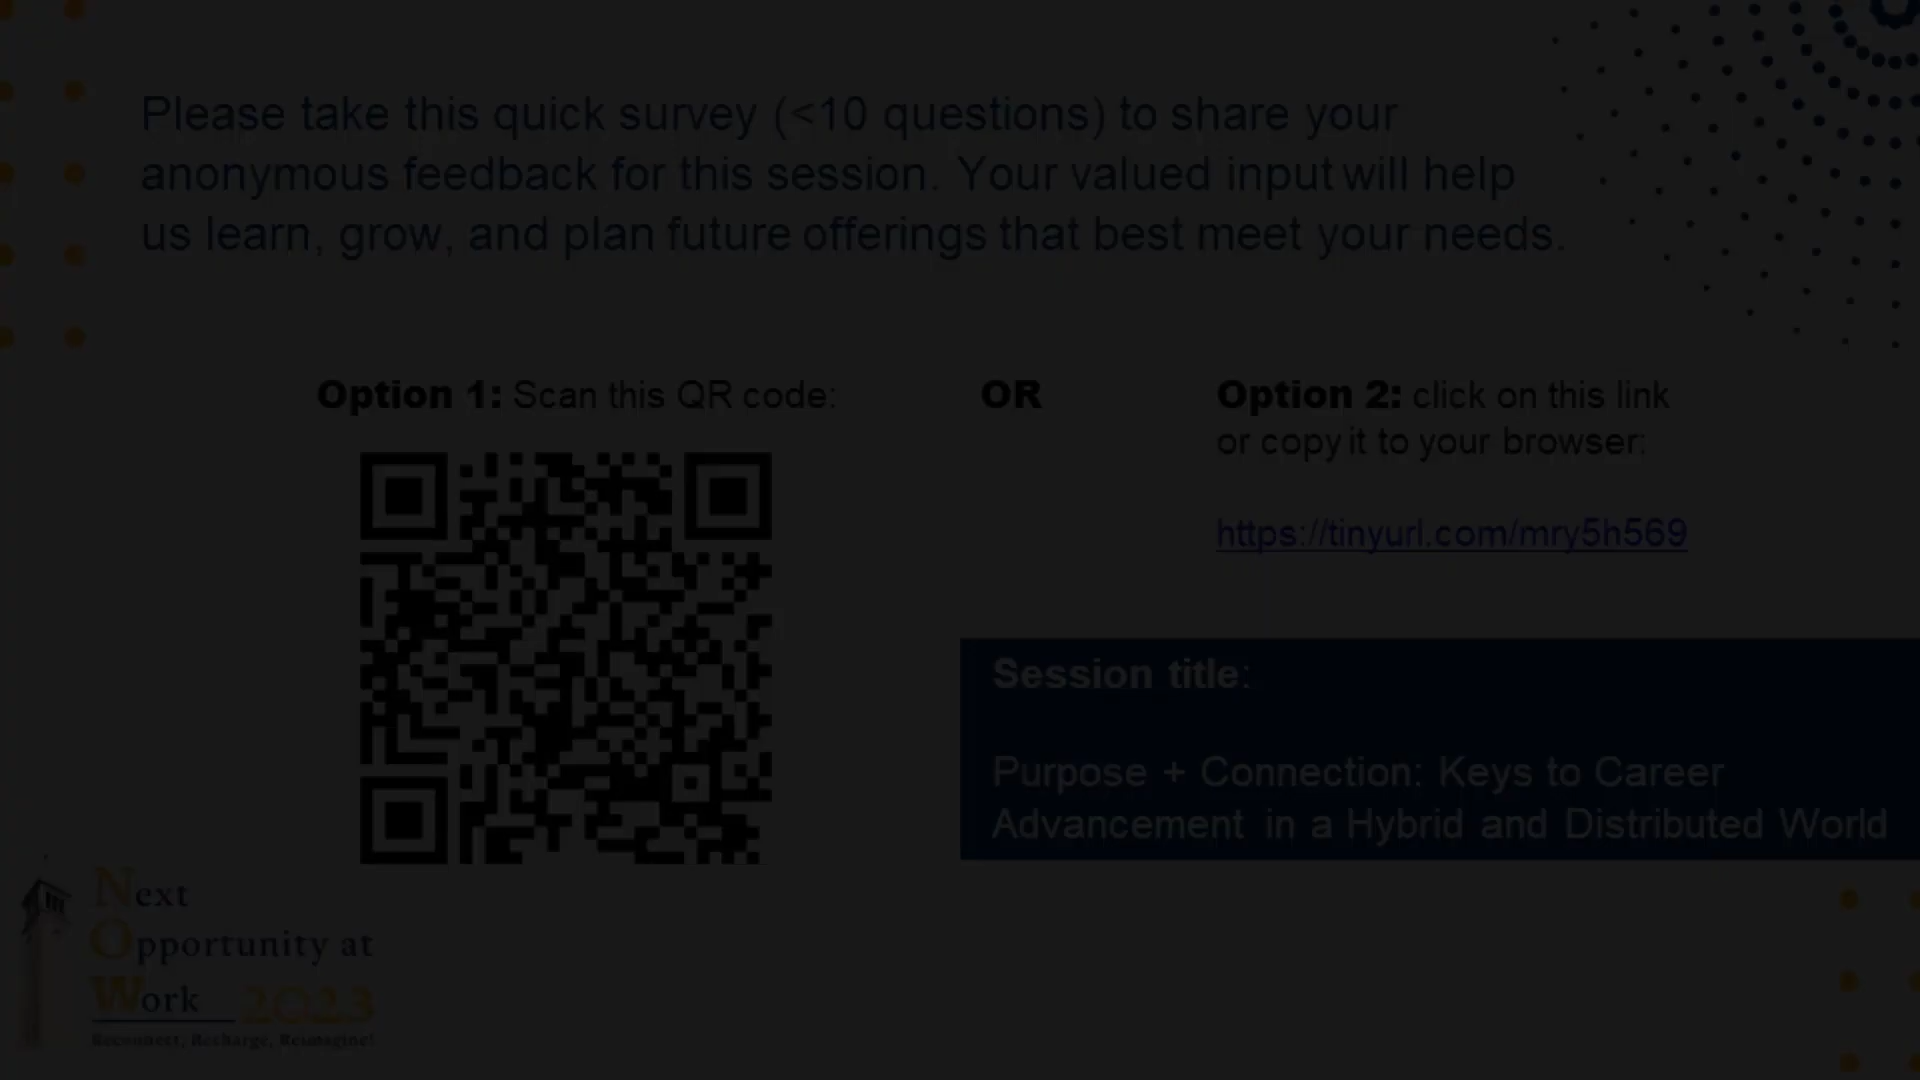 Please take this quick survey (<10 questions) to share your
anonymous feedback for this session. Your valued input will help
us learn, grow, and plan future offerings that best meet your needs.
Option 1: Scan this QR code:
OR
Option 2: click on this link
or copy it to your browser:
https://tinyurl.com/mry5h569
Session title:
Purpose + Connection: Keys to Career
Advancement in a Hybrid and Distributed World
Next
Opportunity at
Work 2023
Reconnect, Recharge, Reimagine!